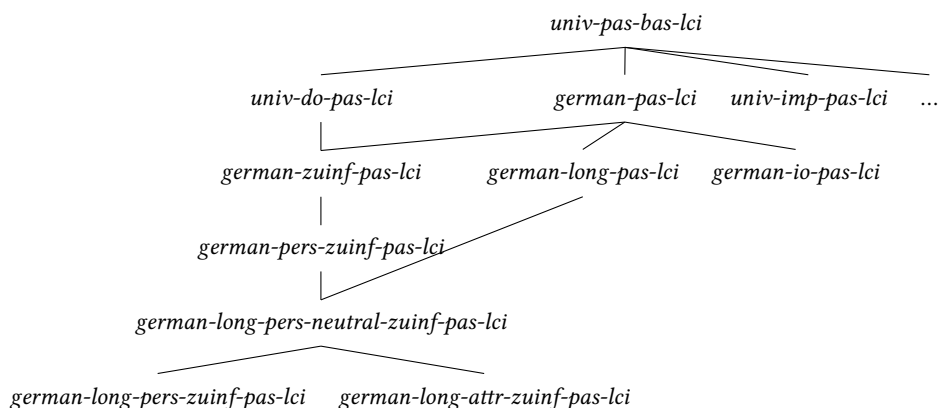 univ-pas-bas-lci
univ-do-pas-lci german-pas-lci univ-imp-pas-lci …
german-zuinf-pas-lci german-long-pas-lci german-io-pas-lci
german-pers-zuinf-pas-lci
german-long-pers-neutral-zuinf-pas-lci
german-long-pers-zuinf-pas-lci german-long-attr-zuinf-pas-lci